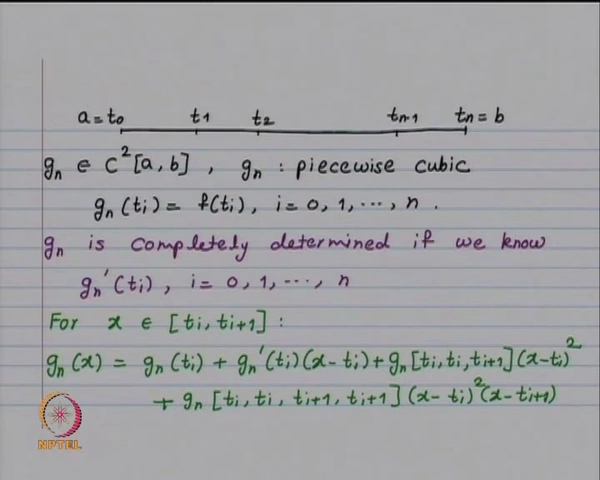 a = t₀ t₁ t₂ tₙ₋₁ tₙ = b
gₙ ∈ C²[a, b] , gₙ : piecewise cubic
gₙ (tᵢ) = f(tᵢ), i = 0, 1, ..., n .
gₙ is completely determined if we know
gₙ'(tᵢ) , i = 0, 1, ..., n
For x ∈ [tᵢ, tᵢ₊₁] :
gₙ(x) = gₙ(tᵢ) + gₙ'(tᵢ)(x - tᵢ) + gₙ[tᵢ, tᵢ, tᵢ₊₁](x - tᵢ)²
+ gₙ[tᵢ, tᵢ, tᵢ₊₁, tᵢ₊₁](x - tᵢ)²(x - tᵢ₊₁)
NPTEL